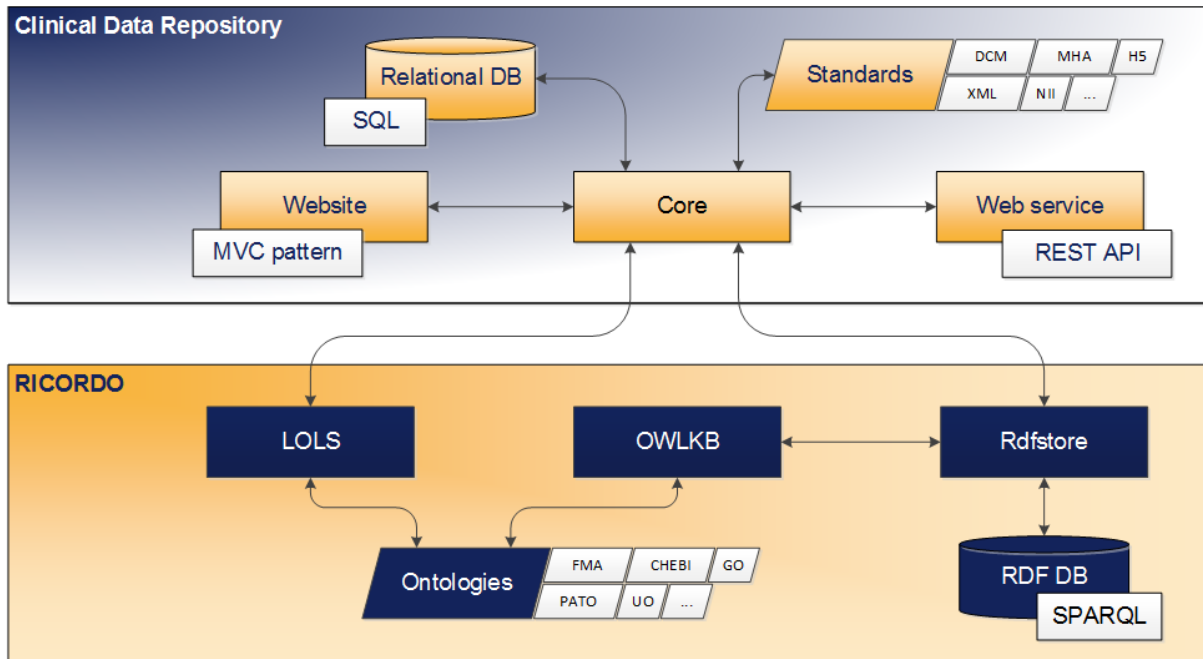 Clinical Data Repository
Relational DB
SQL
Standards
DCM
MHA
H5
XML
NII
...
Website
MVC pattern
Core
Web service
REST API
RICORDO
LOLS
OWLKB
Rdfstore
Ontologies
FMA
CHEBI
GO
PATO
UO
...
RDF DB
SPARQL